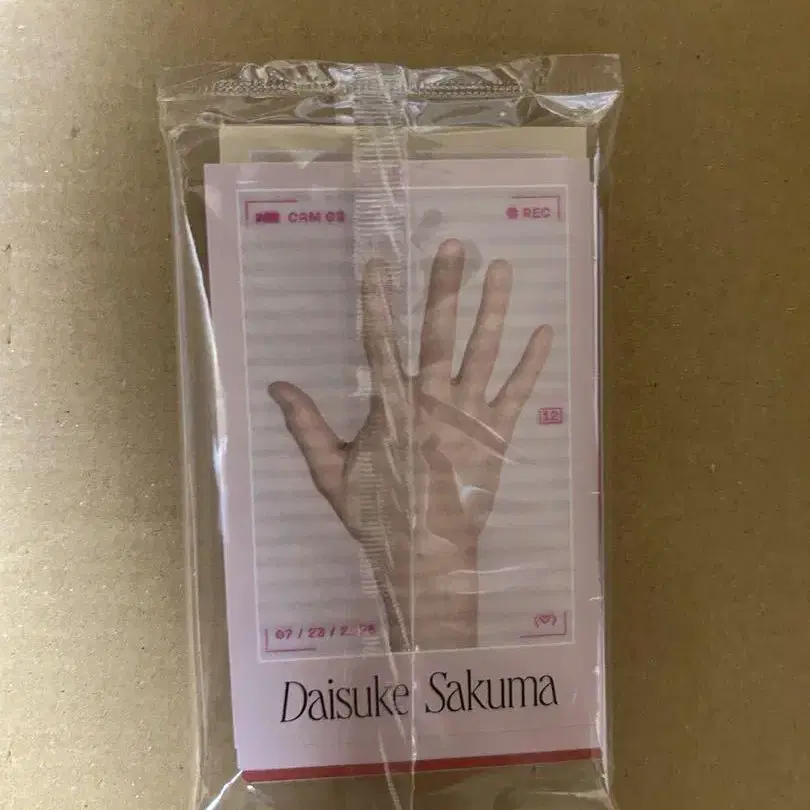 CAM 03
REC
12
07 / 23 /
Daisuke Sakuma